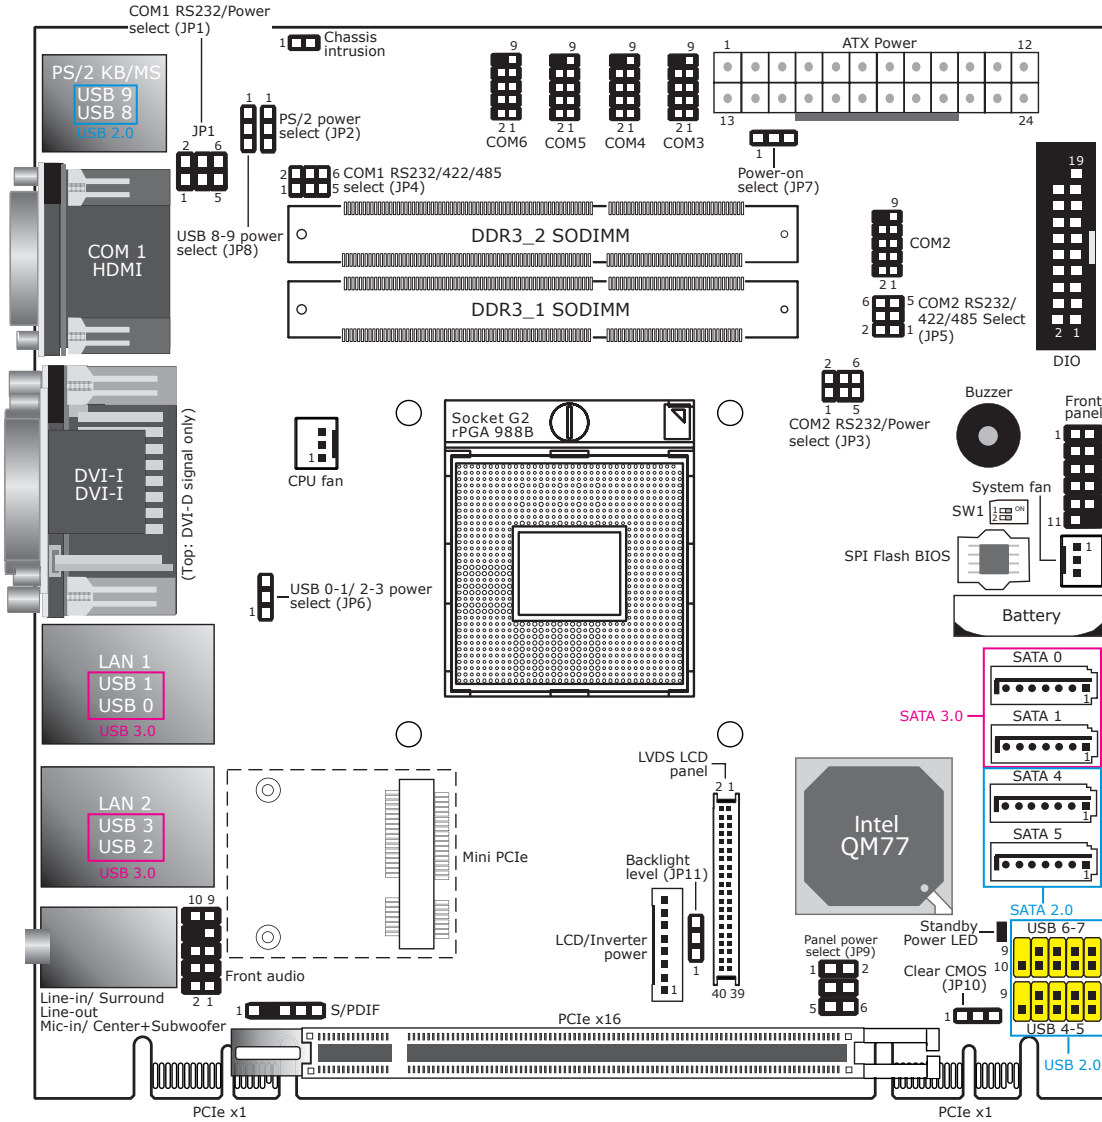 COM1 RS232/Power
select (JP1)
1
Chassis
intrusion
PS/2 KB/MS
USB 9
USB 8
USB 2.0
JP1
2 6
1 5
1 1
PS/2 power
select (JP2)
USB 8-9 power
select (JP8)
2 6
1 5
COM1 RS232/422/485
select (JP4)
9 9 9 9
2 1 2 1 2 1 2 1
COM6 COM5 COM4 COM3
1 ATX Power 12
13 24
1
Power-on
select (JP7)
19
2 1
DIO
COM 1
HDMI
DDR3_2 SODIMM
DDR3_1 SODIMM
9
COM2
2 1
6 5
2 1
COM2 RS232/
422/485 Select
(JP5)
2 6
1 5
COM2 RS232/Power
select (JP3)
Buzzer
Front
panel
1
11
DVI-I
DVI-I
(Top: DVI-D signal only)
1
CPU fan
Socket G2
rPGA 988B
System fan
SW1
1
2
ON
SPI Flash BIOS
1
Battery
1
USB 0-1/ 2-3 power
select (JP6)
LAN 1
USB 1
USB 0
USB 3.0
SATA 3.0
SATA 0
1
SATA 1
1
SATA 4
1
SATA 5
1
SATA 2.0
LAN 2
USB 3
USB 2
USB 3.0
Mini PCIe
LVDS LCD
panel
2 1
40 39
Backlight
level (JP11)
1
LCD/Inverter
power
1
Intel
QM77
Standby
Power LED
USB 6-7
9
10
9
USB 4-5
USB 2.0
Panel power
select (JP9)
1 2
5 6
Clear CMOS
(JP10)
1
10 9
2 1
Front audio
Line-in/ Surround
Line-out
Mic-in/ Center+Subwoofer
1
S/PDIF
PCIe x16
PCIe x1
PCIe x1